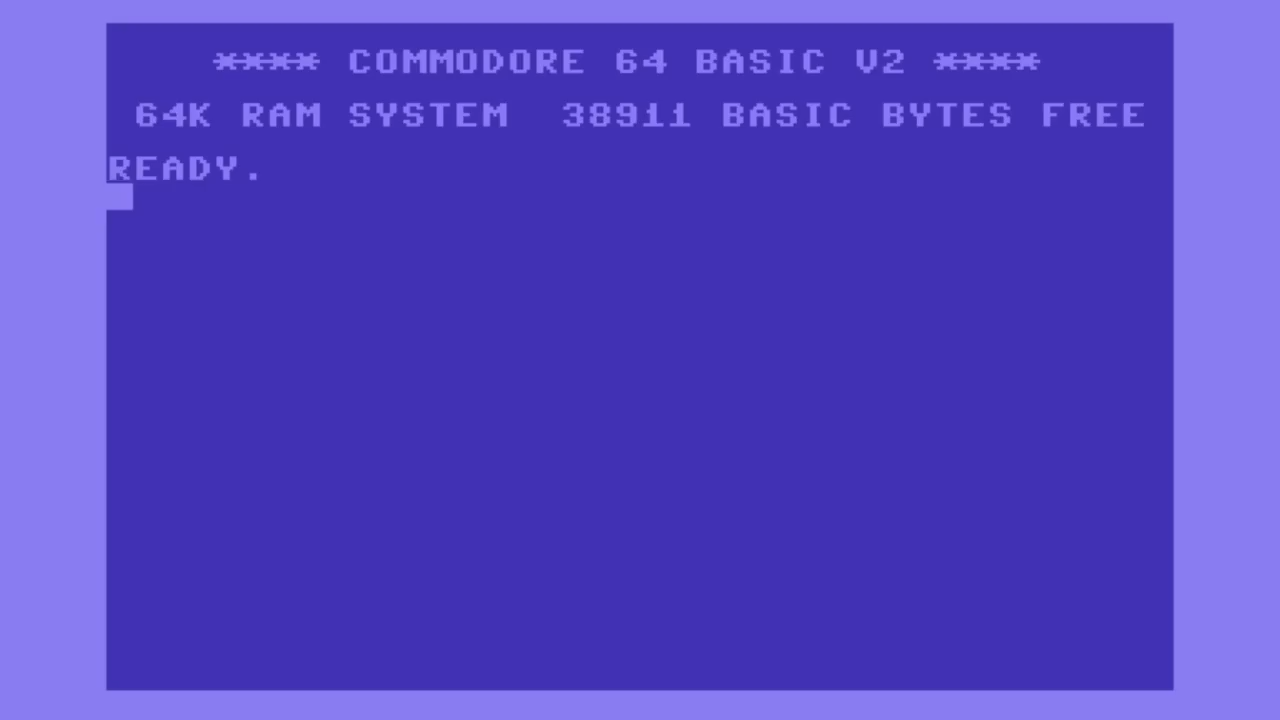 **** COMMODORE 64 BASIC V2 ****
64K RAM SYSTEM  38911 BASIC BYTES FREE
READY.